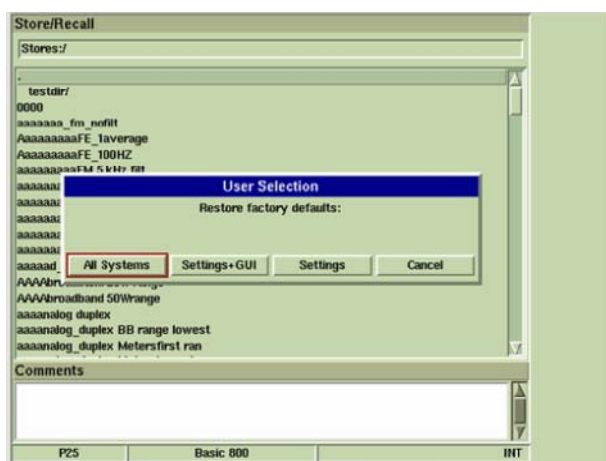 Store/Recall
Stores:/
.
testdir/
0000
aaaaaaa_fm_nofilt
AaaaaaaaFE_1average
AaaaaaaaFE_100HZ
User Selection
Restore factory defaults:
All Systems
Settings+GUI
Settings
Cancel
AAAAbroadband 50Wrange
aaaanalog duplex
aaaanalog_duplex BB range lowest
aaaanalog_duplex Metersfirst ran
Comments
P25
Basic 800
INT